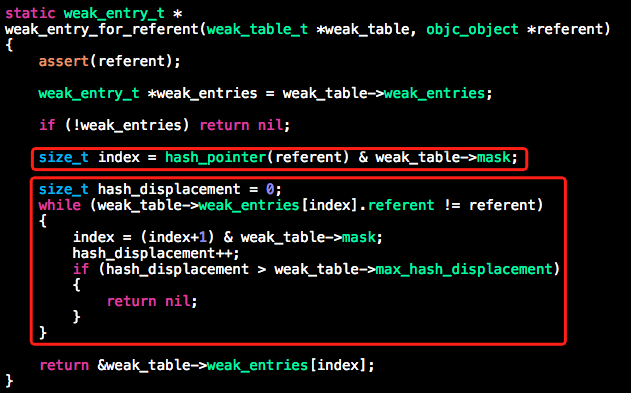 static weak_entry_t *
weak_entry_for_referent(weak_table_t *weak_table, objc_object *referent)
{
    assert(referent);
    weak_entry_t *weak_entries = weak_table->weak_entries;
    if (!weak_entries) return nil;
    size_t index = hash_pointer(referent) & weak_table->mask;
    size_t hash_displacement = 0;
    while (weak_table->weak_entries[index].referent != referent)
    {
        index = (index+1) & weak_table->mask;
        hash_displacement++;
        if (hash_displacement > weak_table->max_hash_displacement)
        {
            return nil;
        }
    }
    return &weak_table->weak_entries[index];
}